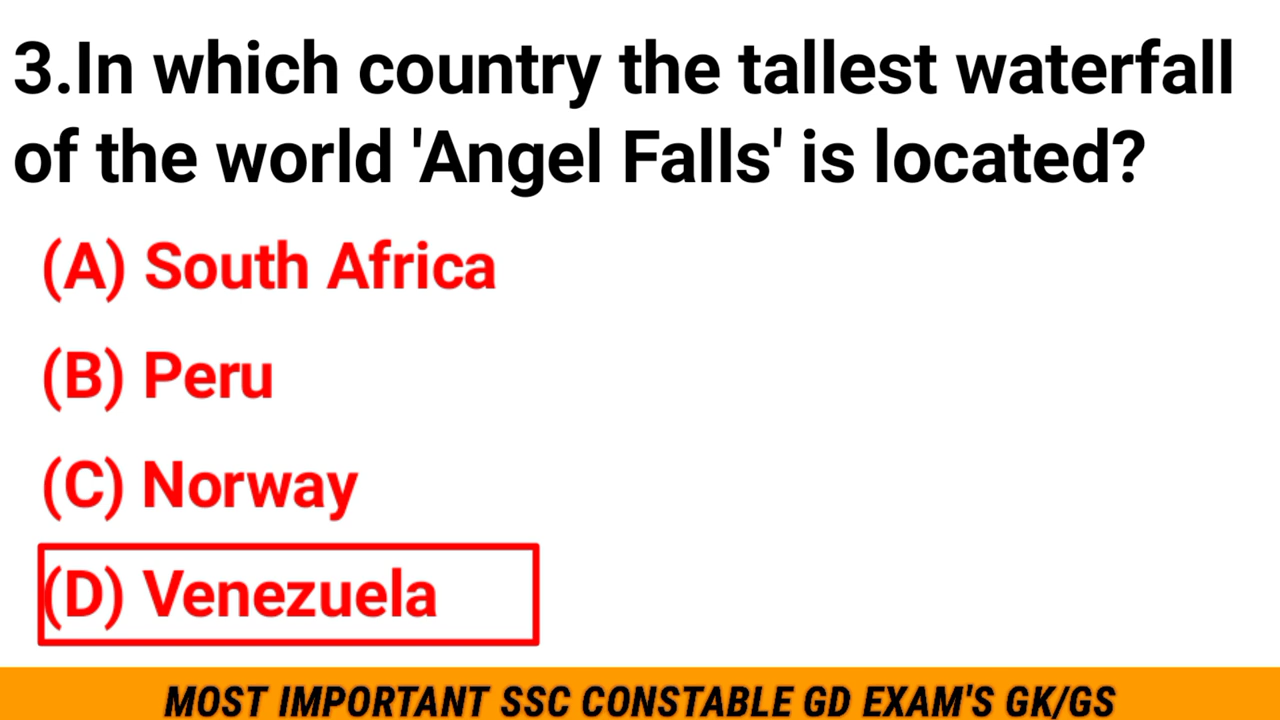 3.In which country the tallest waterfall
of the world 'Angel Falls' is located?
(A) South Africa
(B) Peru
(C) Norway
(D) Venezuela
MOST IMPORTANT SSC CONSTABLE GD EXAM'S GK/GS